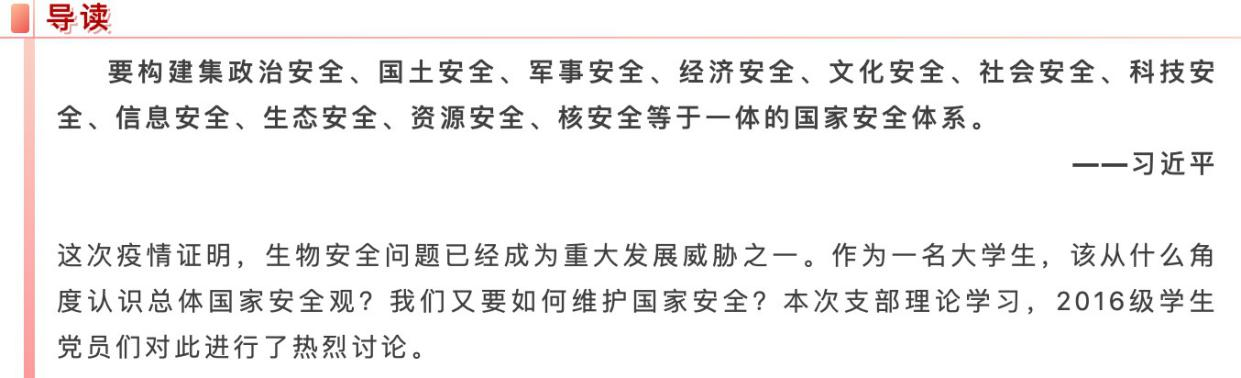 导读
要构建集政治安全、国土安全、军事安全、经济安全、文化安全、社会安全、科技安
全、信息安全、生态安全、资源安全、核安全等于一体的国家安全体系。
——习近平
这次疫情证明，生物安全问题已经成为重大发展威胁之一。作为一名大学生，该从什么角
度认识总体国家安全观？我们又要如何维护国家安全？本次支部理论学习，2016级学生
党员们对此进行了热烈讨论。